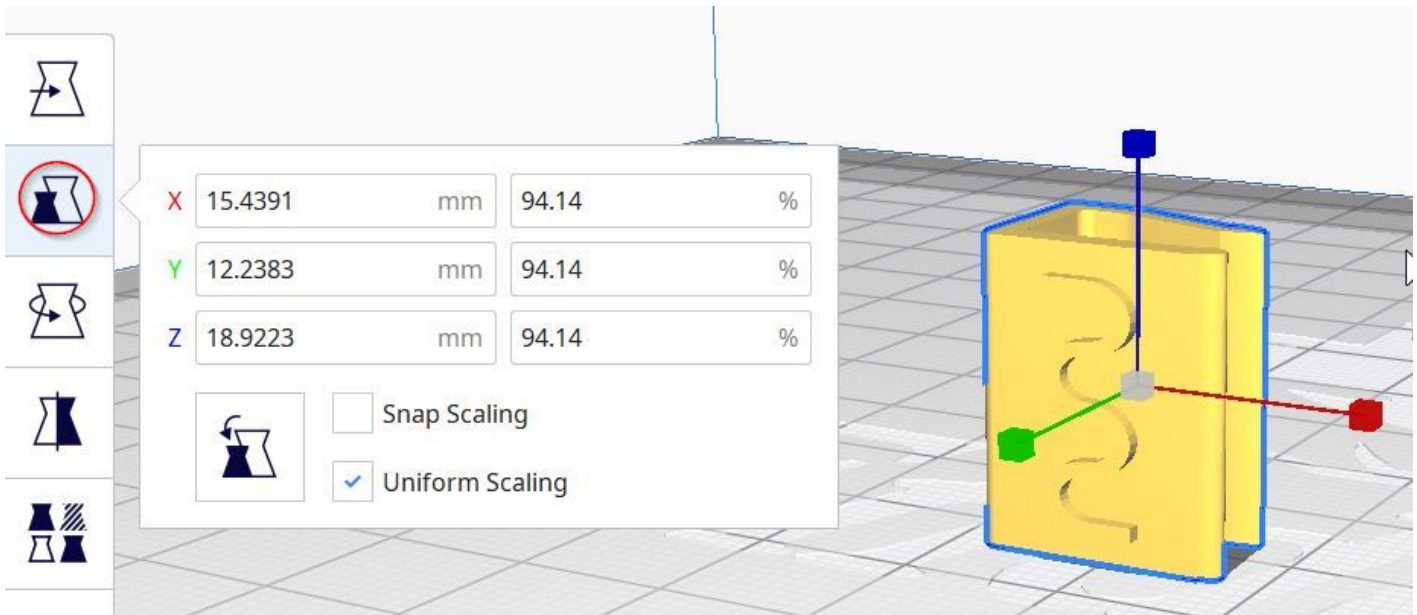 X 15.4391 mm 94.14 %
Y 12.2383 mm 94.14 %
Z 18.9223 mm 94.14 %
Snap Scaling
Uniform Scaling